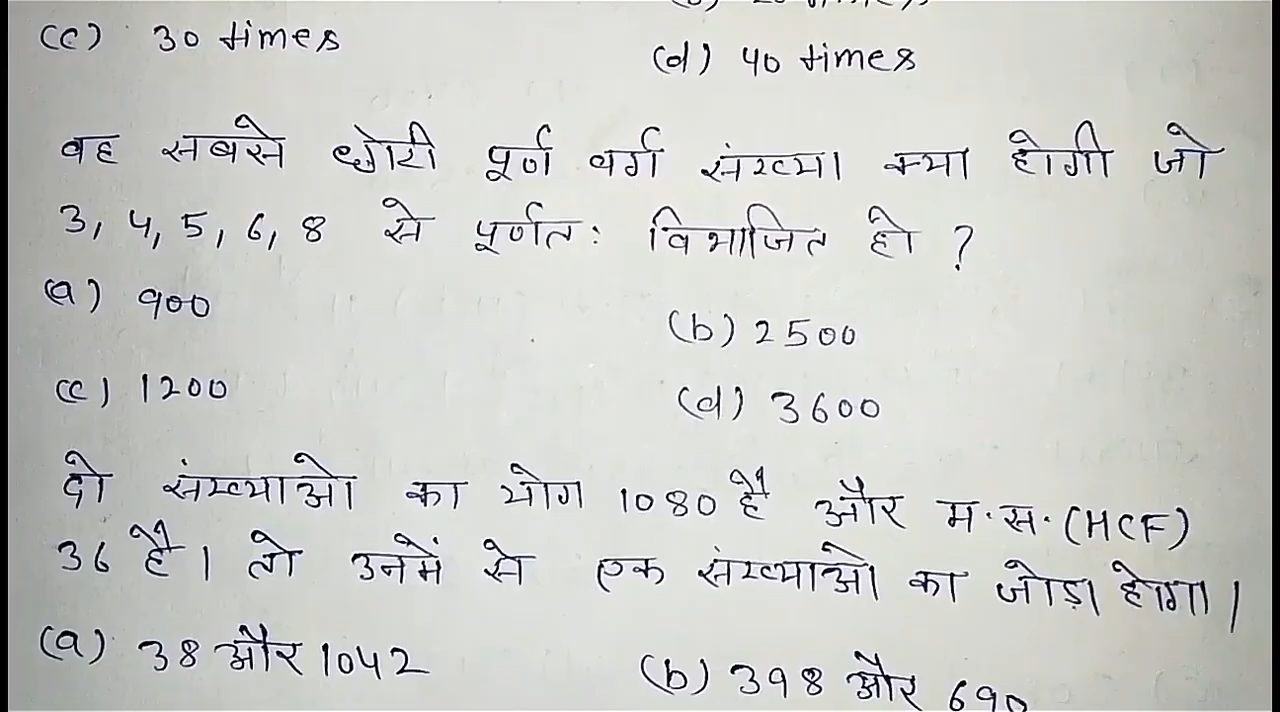 (c) 30 times
(d) 40 times
वह सबसे छोटी पूर्ण वर्ग संख्या क्या होगी जो
3, 4, 5, 6, 8 से पूर्णतः विभाजित हो ?
(a) 900
(b) 2500
(c) 1200
(d) 3600
दो संख्याओ का योग 1080 है और म.स. (HCF)
36 है। तो उनमें से एक संख्याओ का जोड़ा होगा।
(a) 38 और 1042
(b) 398 और 690